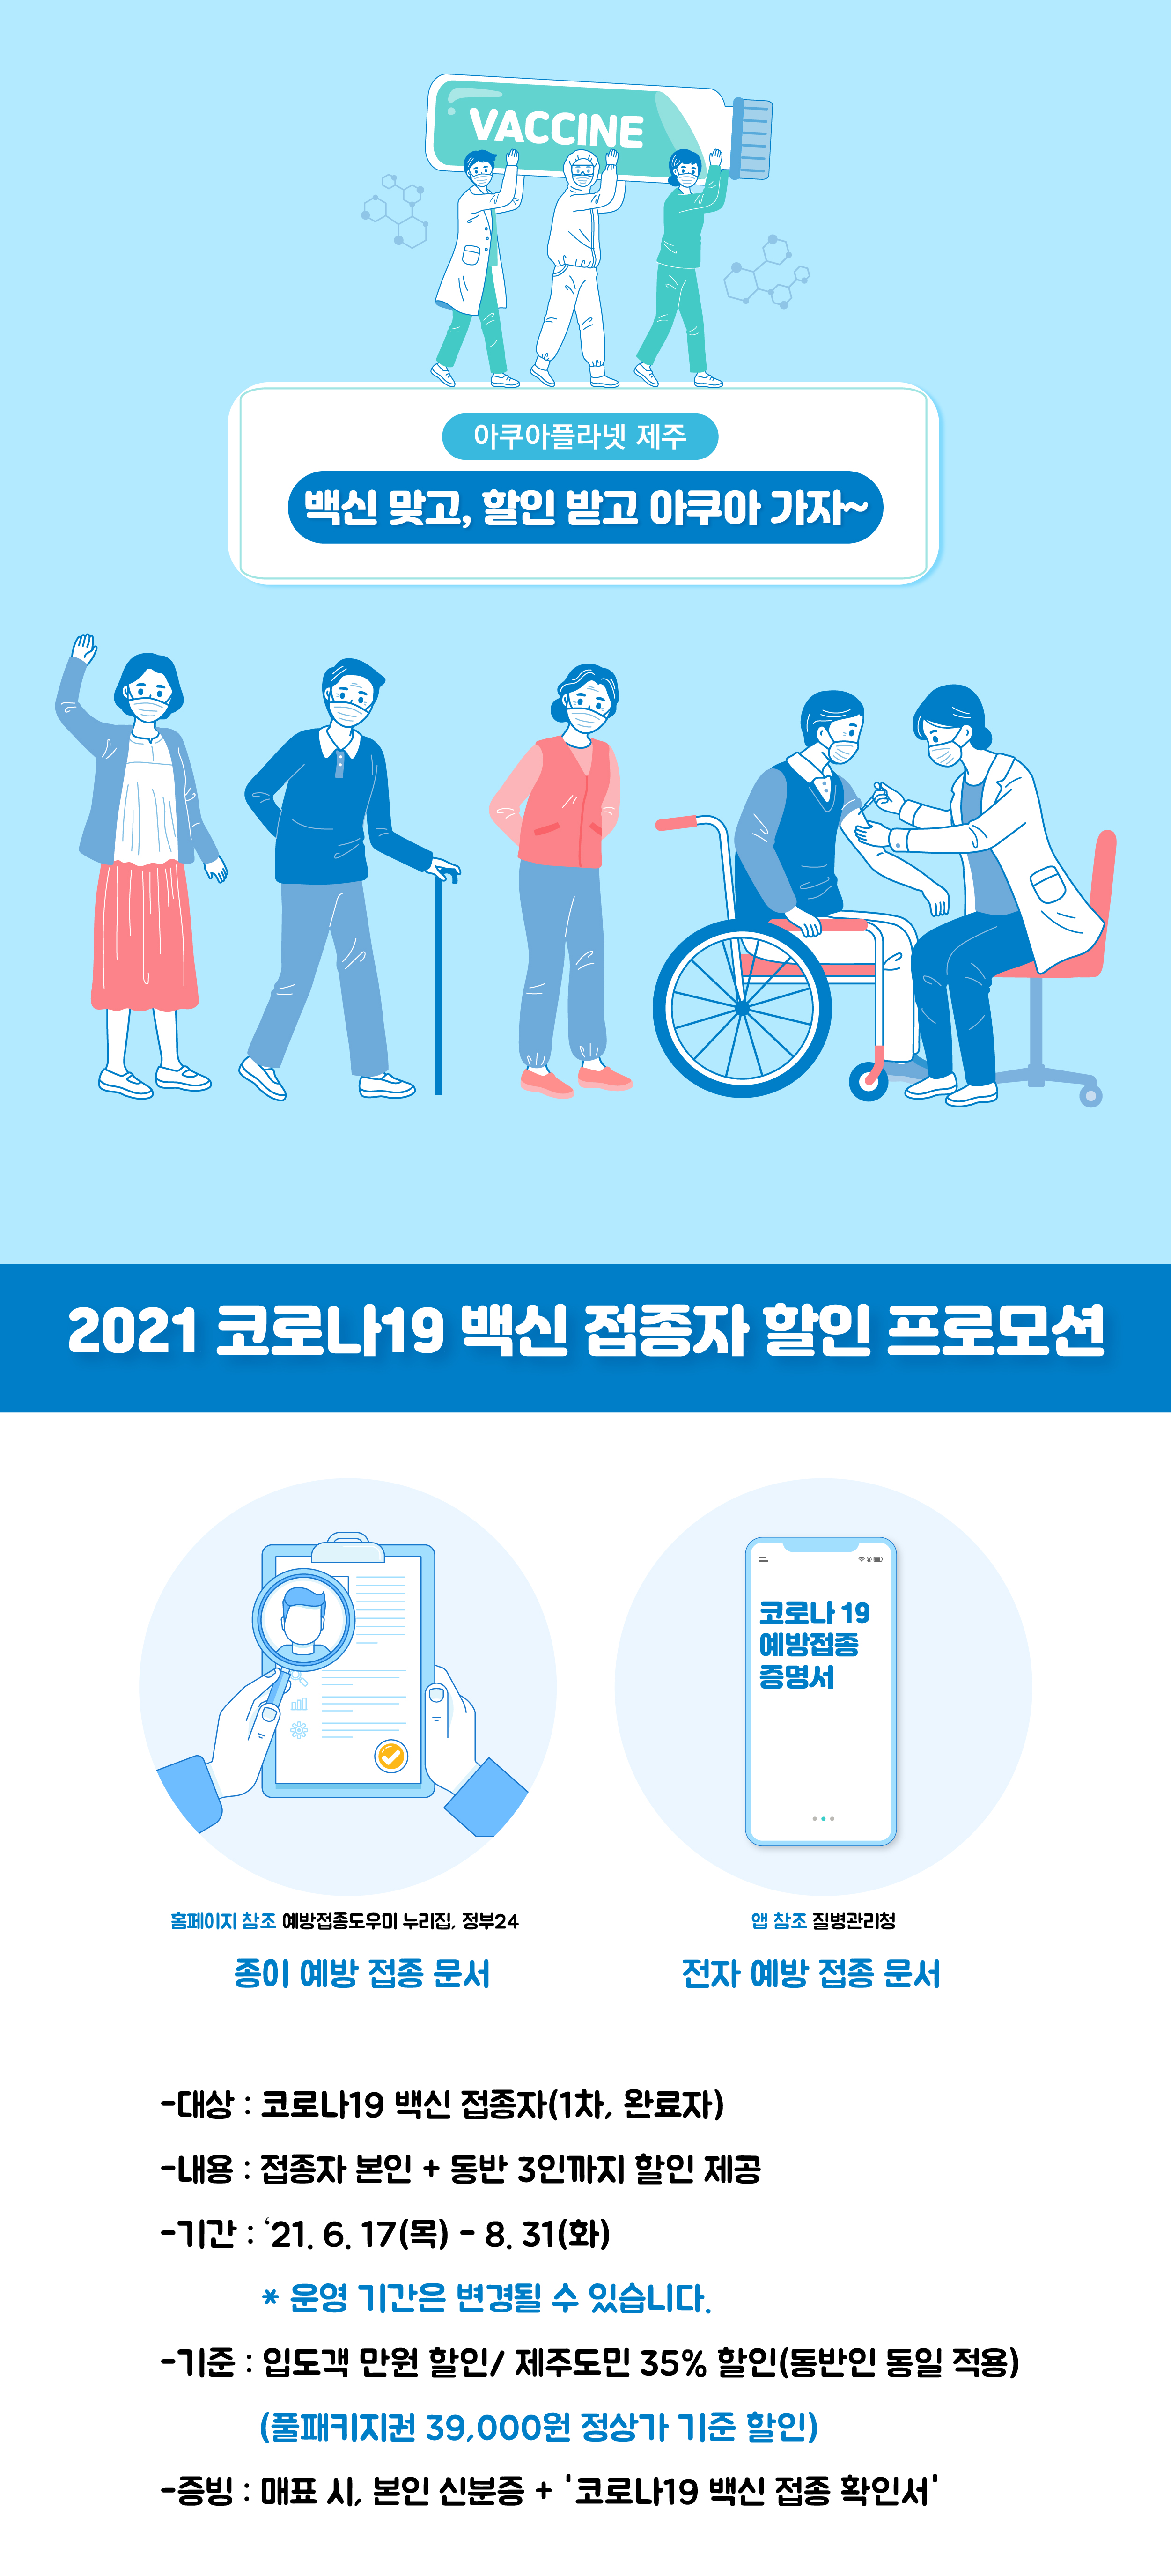 VACCINE
아쿠아플라넷 제주
백신 맞고, 할인 받고 아쿠아 가자~
2021 코로나19 백신 접종자 할인 프로모션
코로나 19
예방접종
증명서
홈페이지 참조 예방접종도우미 누리집, 정부24
종이 예방 접종 문서
앱 참조 질병관리청
전자 예방 접종 문서
-대상 : 코로나19 백신 접종자(1차, 완료자)
-내용 : 접종자 본인 + 동반 3인까지 할인 제공
-기간 : ‘21. 6. 17(목) - 8. 31(화)
* 운영 기간은 변경될 수 있습니다.
-기준 : 입도객 만원 할인/ 제주도민 35% 할인(동반인 동일 적용)
(풀패키지권 39,000원 정상가 기준 할인)
-증빙 : 매표 시, 본인 신분증 + '코로나19 백신 접종 확인서'